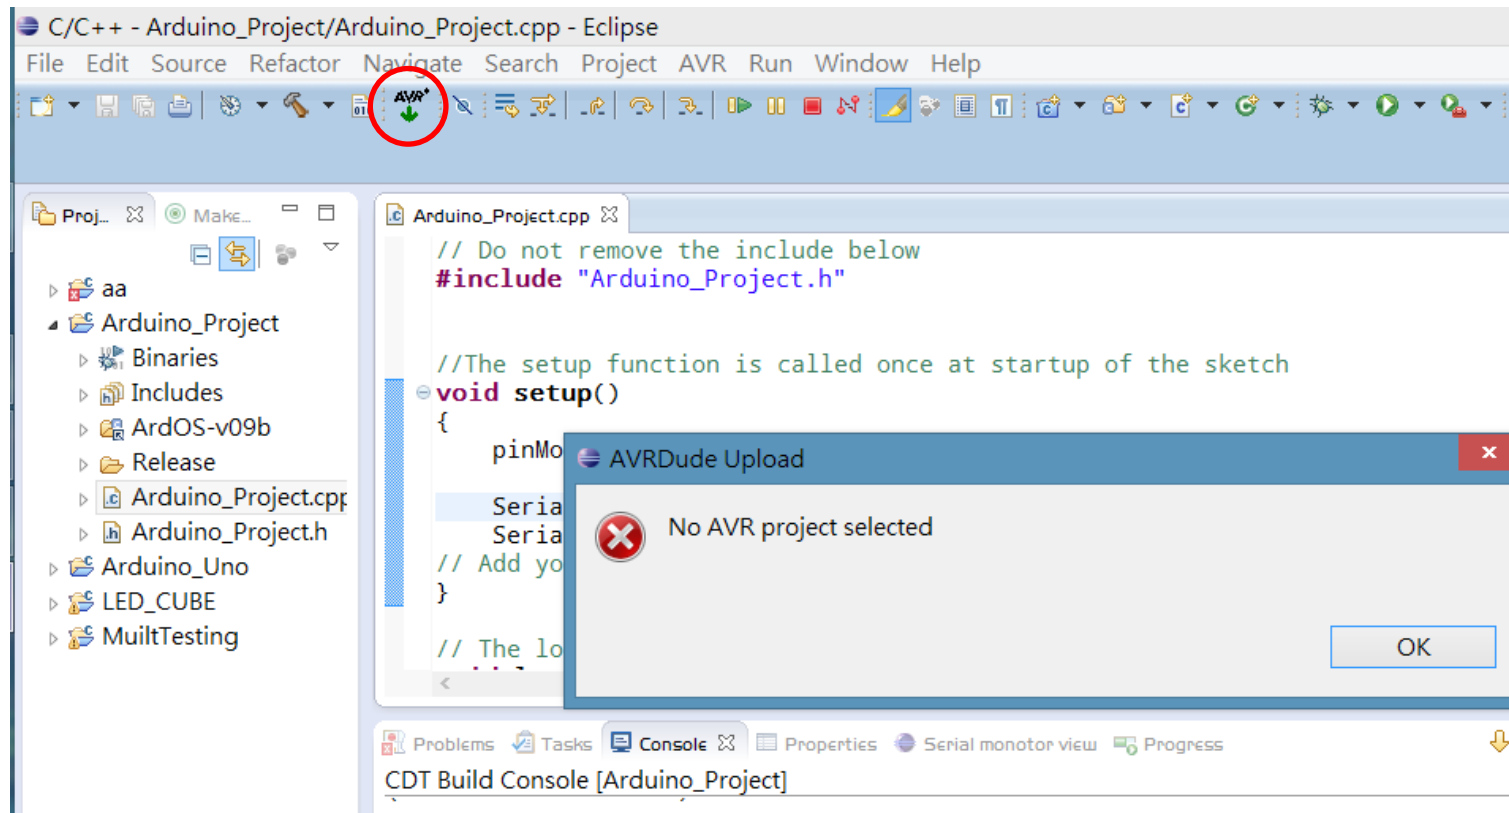 C/C++ - Arduino_Project/Arduino_Project.cpp - Eclipse
File Edit Source Refactor Navigate Search Project AVR Run Window Help
AVR
Proj... Make...
Arduino_Project.cpp
aa
Arduino_Project
Binaries
Includes
ArdOS-v09b
Release
Arduino_Project.cpp
Arduino_Project.h
Arduino_Uno
LED_CUBE
MuiltTesting
// Do not remove the include below
#include "Arduino_Project.h"
//The setup function is called once at startup of the sketch
void setup()
{
pinMo
Seria
Seria
// Add yo
}
// The lo
AVRDude Upload
No AVR project selected
OK
Problems Tasks Console Properties Serial monotor view Progress
CDT Build Console [Arduino_Project]